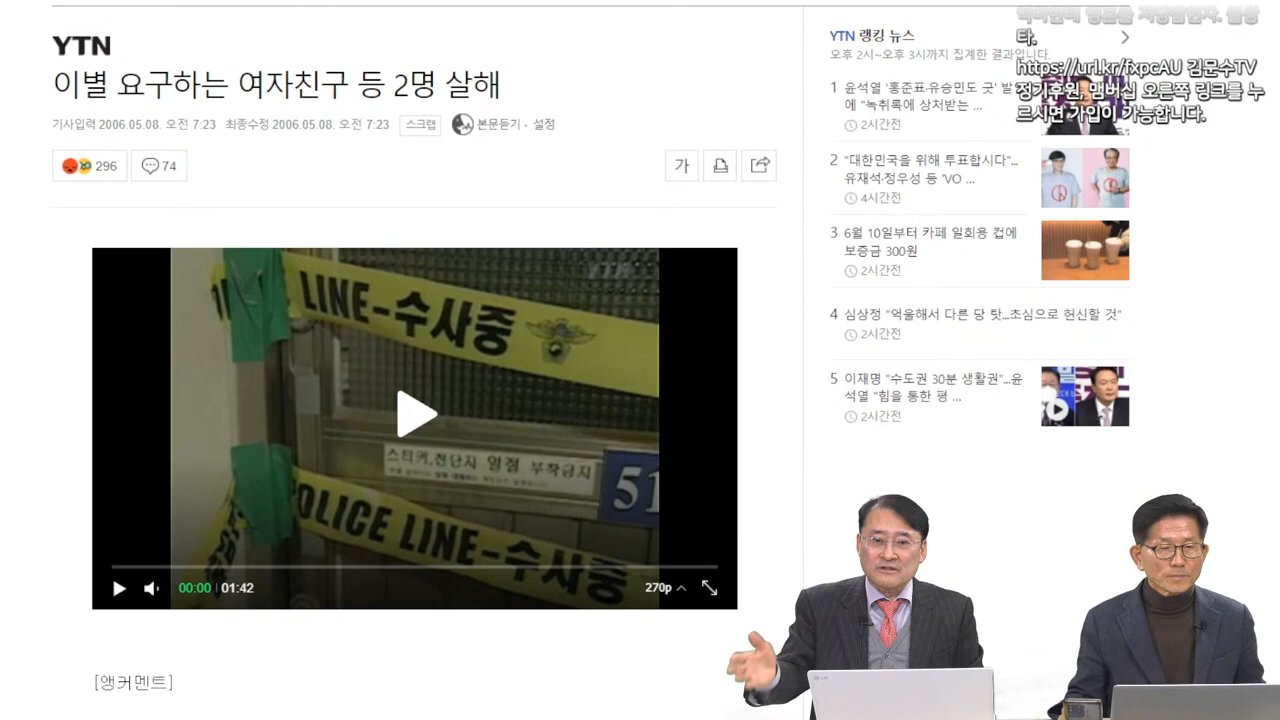 YTN
이별 요구하는 여자친구 등 2명 살해
기사입력 2006.05.08. 오전 7:23 최종수정 2006.05.08. 오전 7:23 스크랩 본문듣기 · 설정
296 74
가
LINE-수사중
스티커,전단지 일절 부착금지
51
POLICE LINE-수사중
00:00 01:42 270p
[앵커멘트]
YTN 랭킹 뉴스
오후 2시~오후 3시까지 집계한 결과입니다.
1 윤석열 '홍준표·유승민도 굿'
에 "녹취록에 상처받는 ...
2시간전
2 "대한민국을 위해 투표합시다"...
유재석·정우성 등 'VO ...
4시간전
3 6월 10일부터 카페 일회용 컵에
보증금 300원
2시간전
4 심상정 "억울해서 다른 당 탓...초심으로 헌신할 것"
2시간전
5 이재명 "수도권 30분 생활권"...윤
석열 "힘을 통한 평 ...
2시간전
타.
https://url.kr/fxpcAU 김문수TV
정기후원, 맴버십 오른쪽 링크를 누
르시면 가입이 가능합니다.